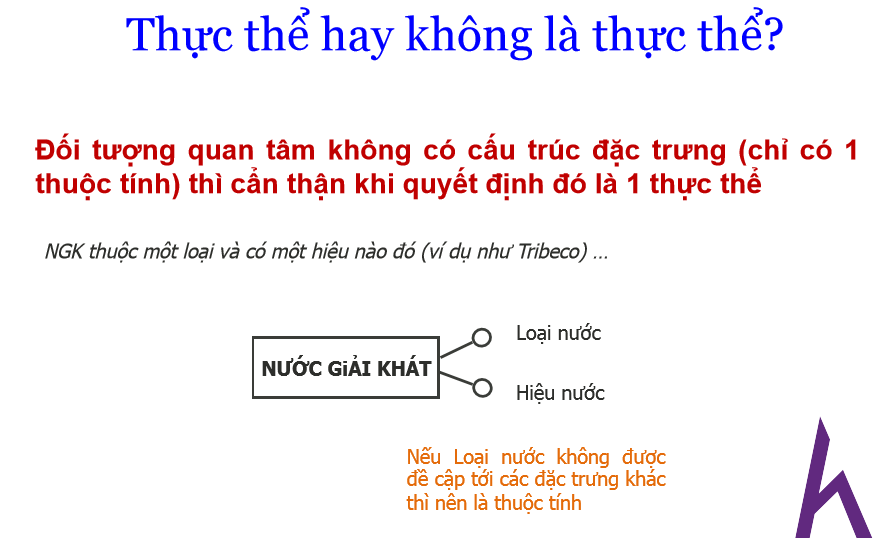 Thực thể hay không là thực thể?
Đối tượng quan tâm không có cấu trúc đặc trưng (chỉ có 1
thuộc tính) thì cẩn thận khi quyết định đó là 1 thực thể
NGK thuộc một loại và có một hiệu nào đó (ví dụ như Tribeco) ...
Loại nước
NƯỚC GiẢI KHÁT
Hiệu nước
Nếu Loại nước không được
đề cập tới các đặc trưng khác
thì nên là thuộc tính